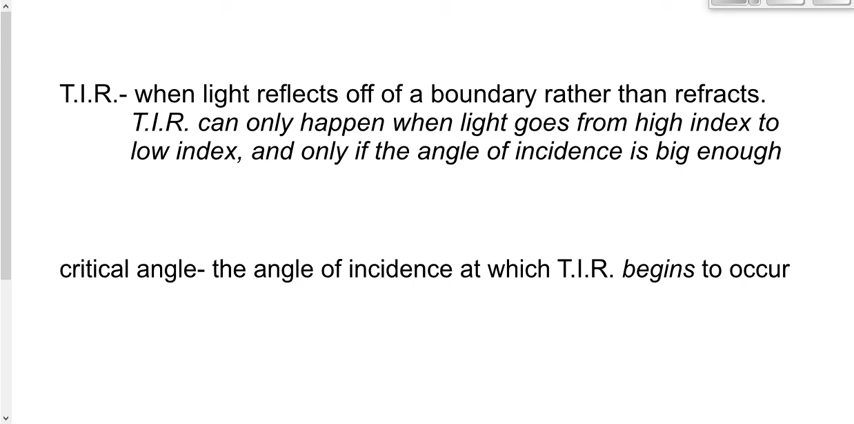 T.I.R.- when light reflects off of a boundary rather than refracts.
T.I.R. can only happen when light goes from high index to
low index, and only if the angle of incidence is big enough
critical angle- the angle of incidence at which T.I.R. begins to occur